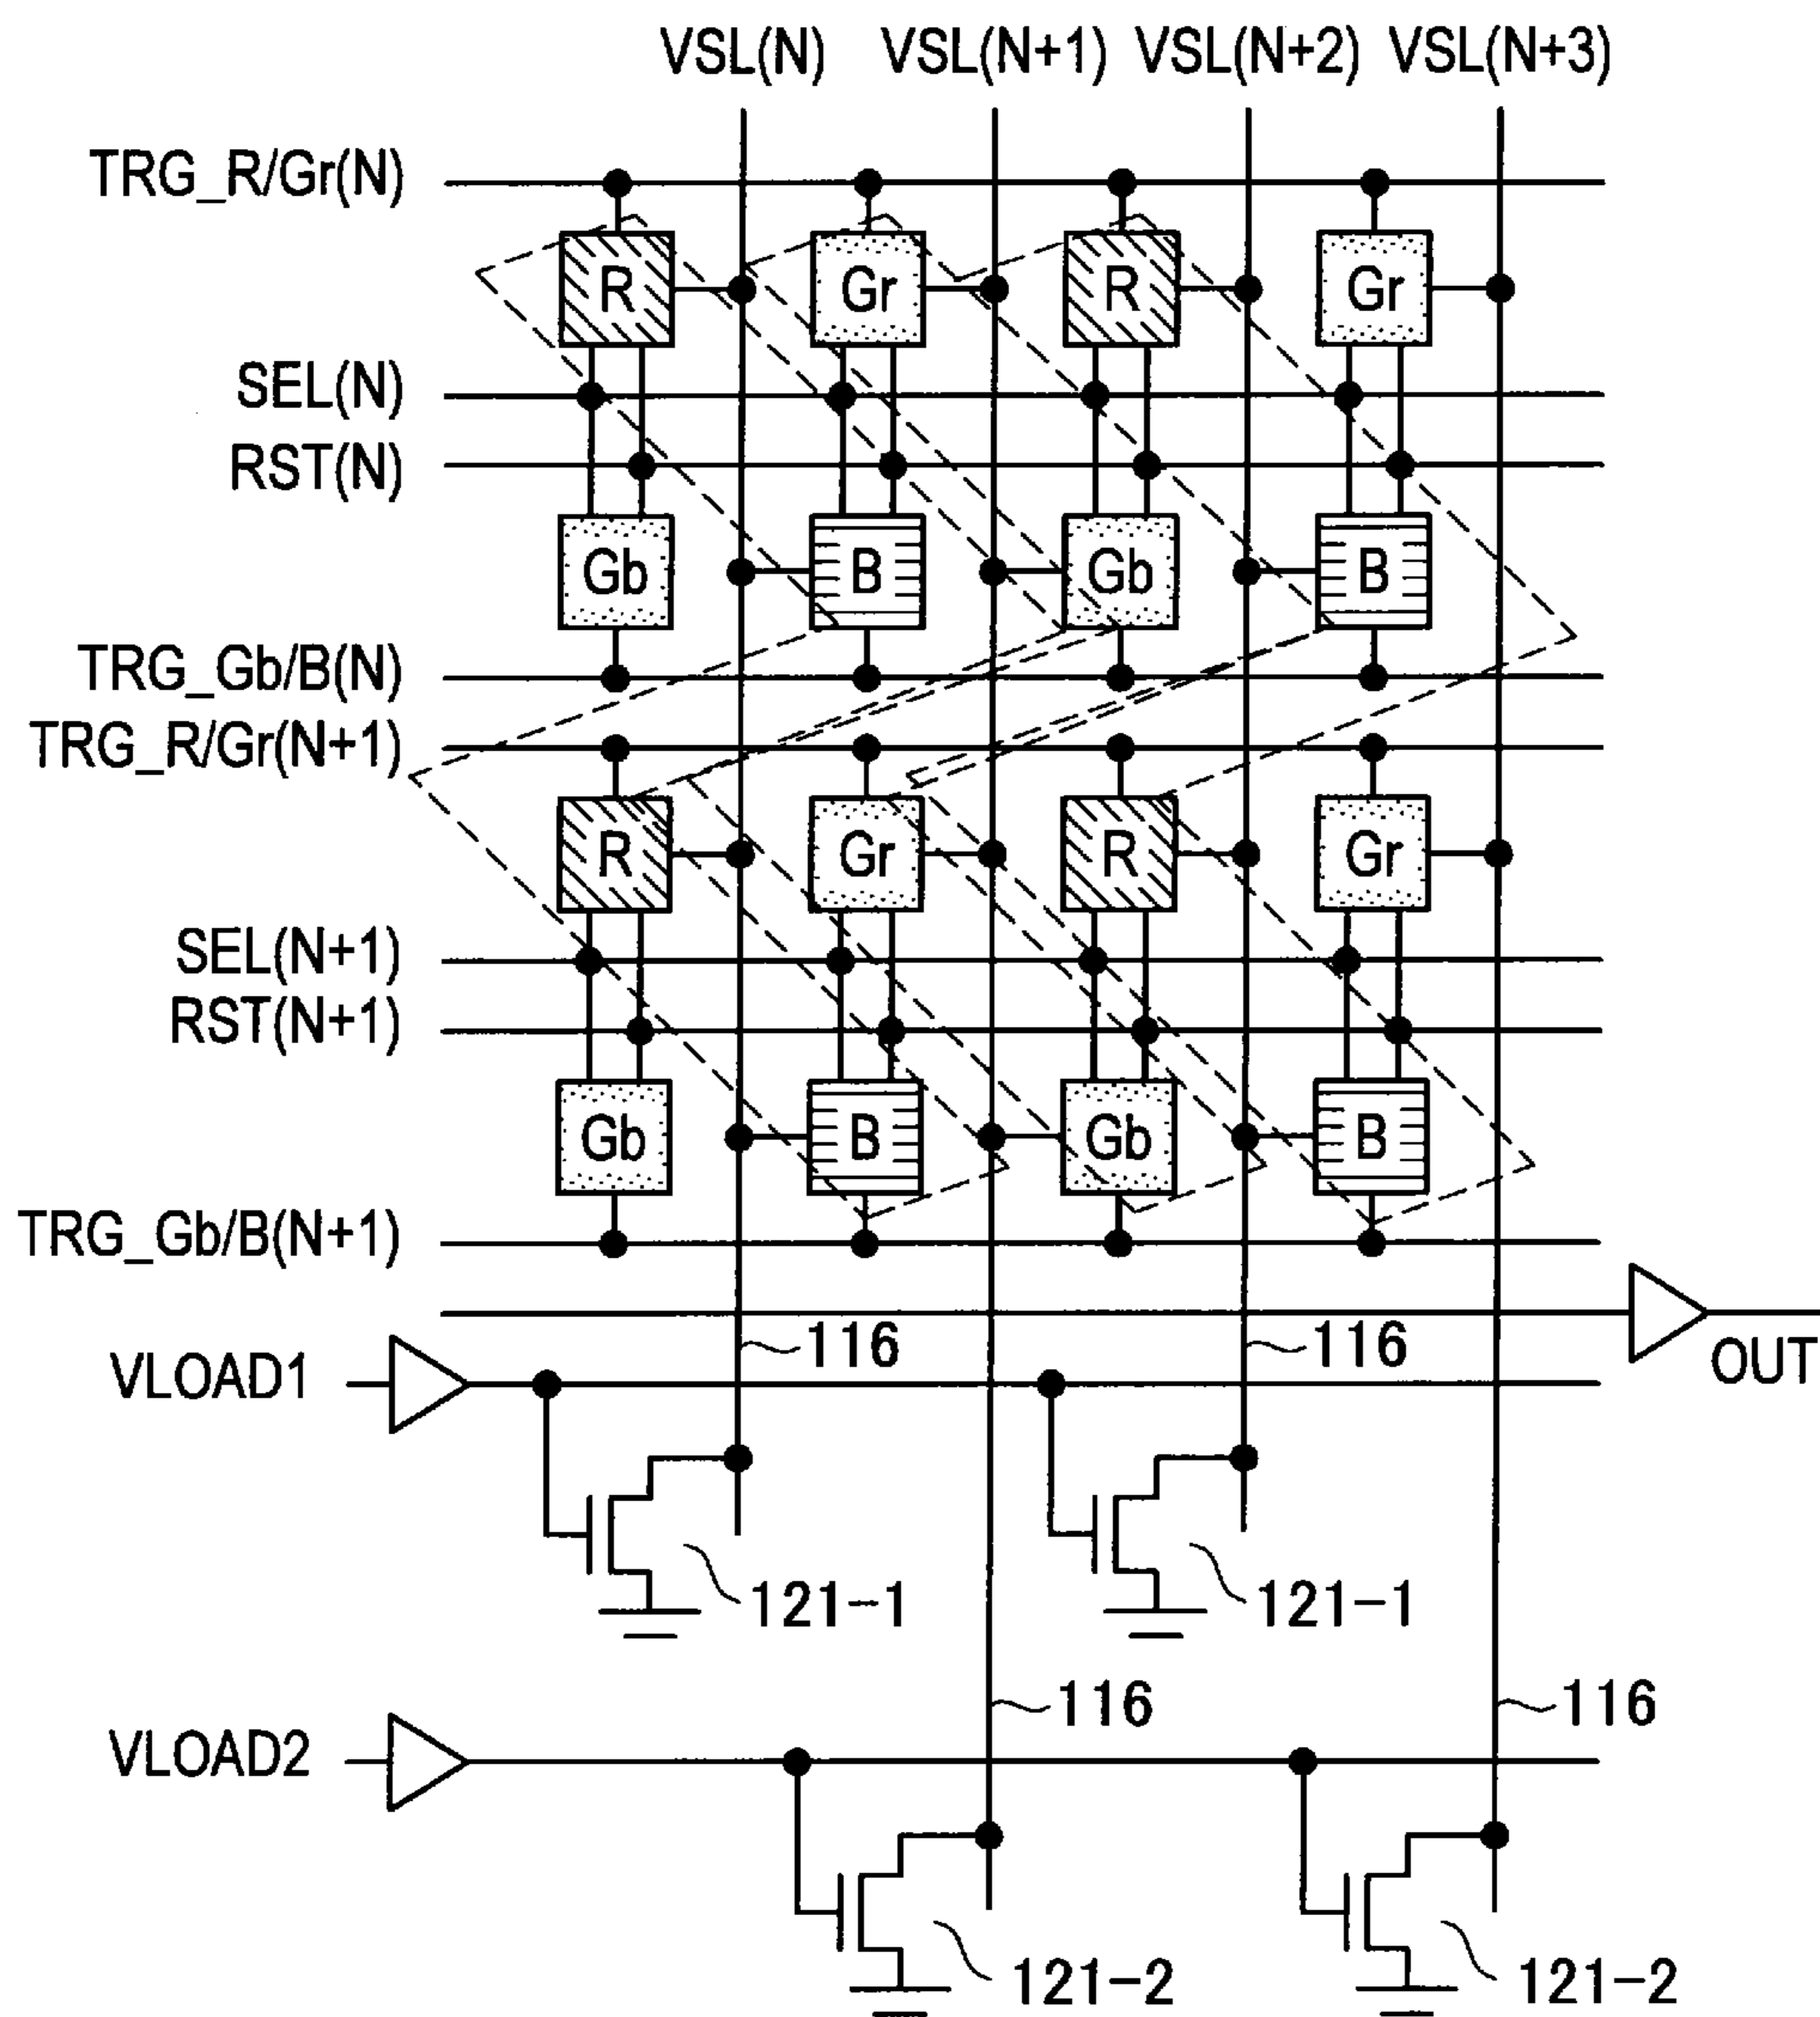 VSL(N) VSL(N+1) VSL(N+2) VSL(N+3)
TRG_R/Gr(N)
R Gr R Gr
SEL(N)
RST(N)
Gb B Gb B
TRG_Gb/B(N)
TRG_R/Gr(N+1)
R Gr R Gr
SEL(N+1)
RST(N+1)
Gb B Gb B
TRG_Gb/B(N+1)
116 116
VLOAD1 OUT
121-1 121-1
116 116
VLOAD2
121-2 121-2